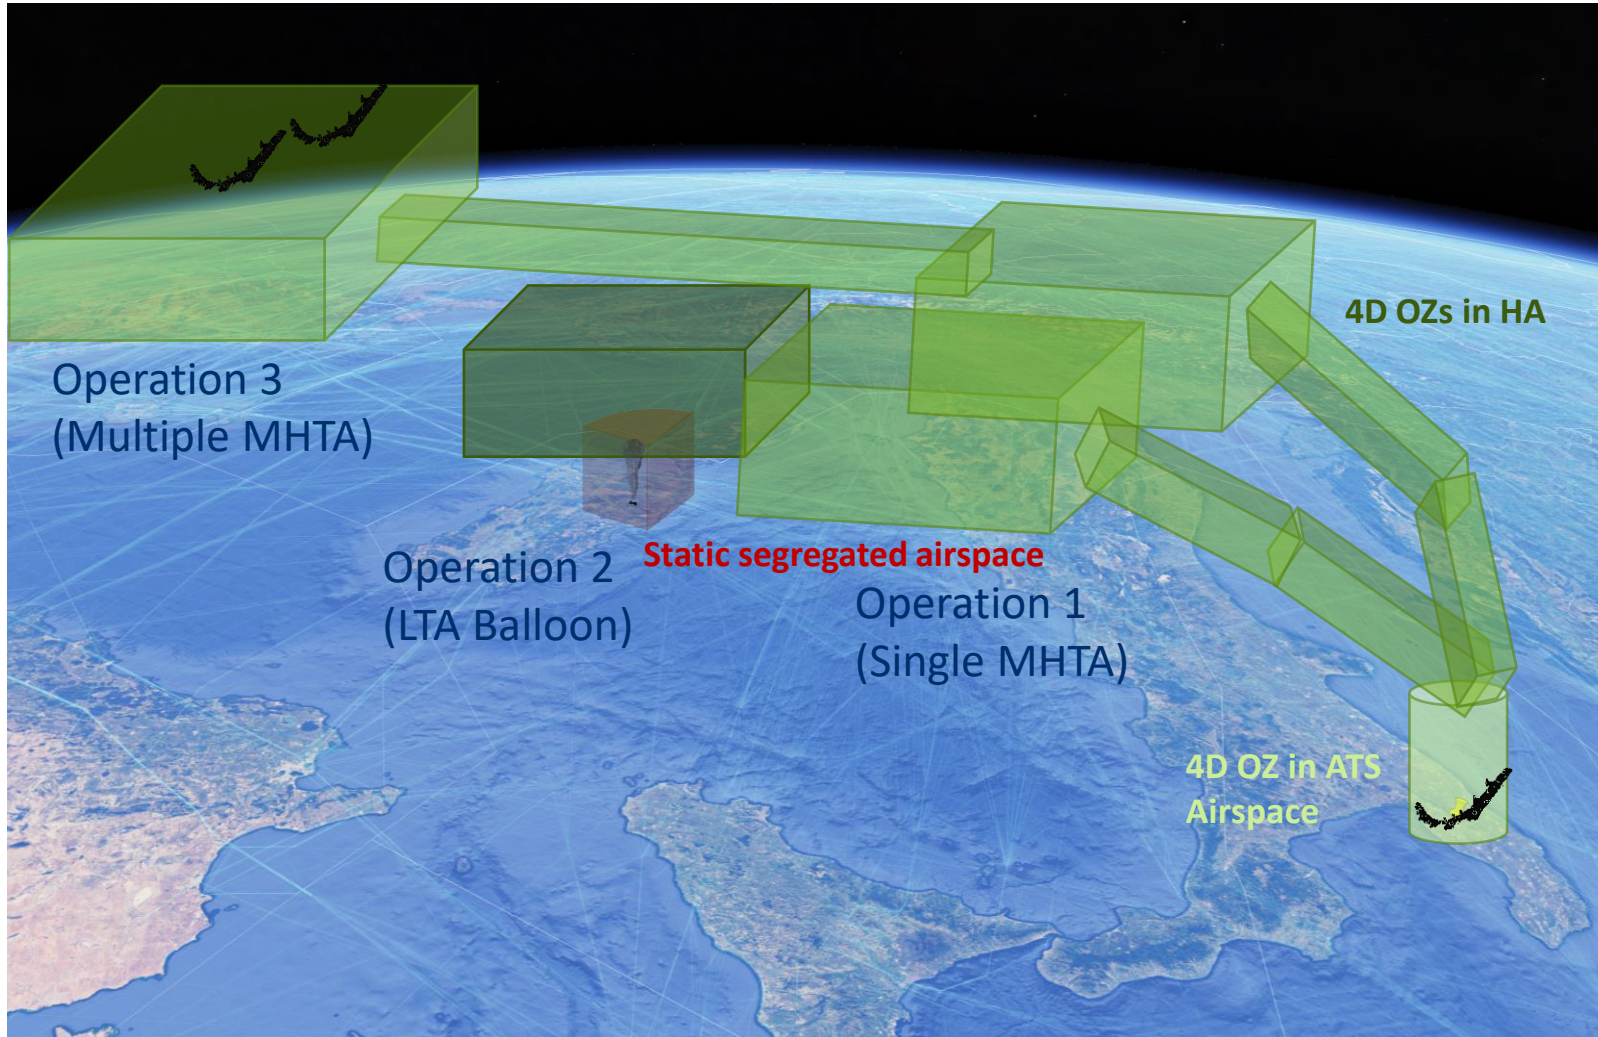 4D OZs in HA
Operation 3
(Multiple MHTA)
Static segregated airspace
Operation 2
(LTA Balloon)
Operation 1
(Single MHTA)
4D OZ in ATS
Airspace